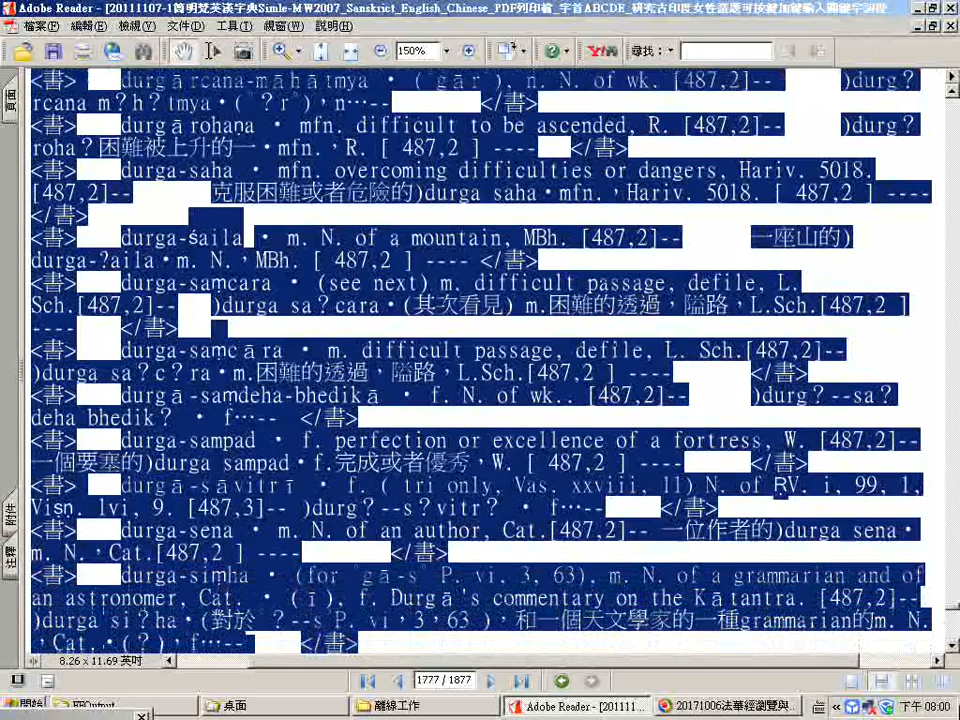 Adobe Reader - [20111107-1簡明梵英漢字典Simle-MW2007_Sanskrict_English_Chinese_PDF列印檔_字首ABCDE_研究古印度女性議題可按
檔案(F) 編輯(E) 檢視(V) 文件(D) 工具(T) 視窗(W) 說明(H)
150% 尋找：
頁面
<書> durgārcana-māhātmya ‧ ( gār ), n. N. of wk. [487,2]-- )durg?
rcana m?h?tmya‧( ?r ), n…-- </書>
<書> durgārohaṇa ‧ mfn. difficult to be ascended, R. [487,2]-- )durg?
roha?困難被上升的一‧mfn.，R. [ 487,2 ] ---- </書>
<書> durga-saha ‧ mfn. overcoming difficulties or dangers, Hariv. 5018.
[487,2]-- 克服困難或者危險的)durga saha‧mfn.，Hariv. 5018. [ 487,2 ] ----
</書>
<書> durga-śaila ‧ m. N. of a mountain, MBh. [487,2]-- 一座山的)
durga-?aila‧m. N.，MBh. [ 487,2 ] ---- </書>
<書> durga-saṃcara ‧ (see next) m. difficult passage, defile, L.
Sch.[487,2]-- )durga sa?cara‧(其次看見) m.困難的透過，隘路，L.Sch.[487,2 ]
---- </書>
<書> durga-saṃcāra ‧ m. difficult passage, defile, L. Sch.[487,2]--
)durga sa?c?ra‧m.困難的透過，隘路，L.Sch.[487,2 ] ---- </書>
<書> durgā-saṃdeha-bhedikā ‧ f. N. of wk.. [487,2]-- )durg?--sa?
deha bhedik? ‧ f…-- </書>
<書> durga-sampad ‧ f. perfection or excellence of a fortress, W. [487,2]--
一個要塞的)durga sampad‧f.完成或者優秀，W. [ 487,2 ] ---- </書>
<書> durgā-sāvitrī ‧ f. ( tri only, Vas. xxviii, 11) N. of ṚV. i, 99, 1,
Viṣṇ. lvi, 9. [487,3]-- )durg?--s?vitr? ‧ f…-- </書>
<書> durga-sena ‧ m. N. of an author, Cat.[487,2]-- 一位作者的)durga sena‧
m. N.，Cat.[487,2 ] ---- </書>
<書> durga-siṃha ‧ (for gā-s P. vi. 3, 63), m. N. of a grammarian and of
an astronomer, Cat. ‧ (ī), f. Durgā's commentary on the Kātantra. [487,2]--
)durga si?ha‧(對於 ?--s P. vi，3，63 )，和一個天文學家的一種grammarian的m. N.
，Cat.‧(?), f…-- </書>
附件
註釋
8.26 x 11.69 英吋
1777 / 1877
開始 桌面 離線工作 Adobe Reader - [201111... 20171006法華經瀏覽與... 下午 08:00